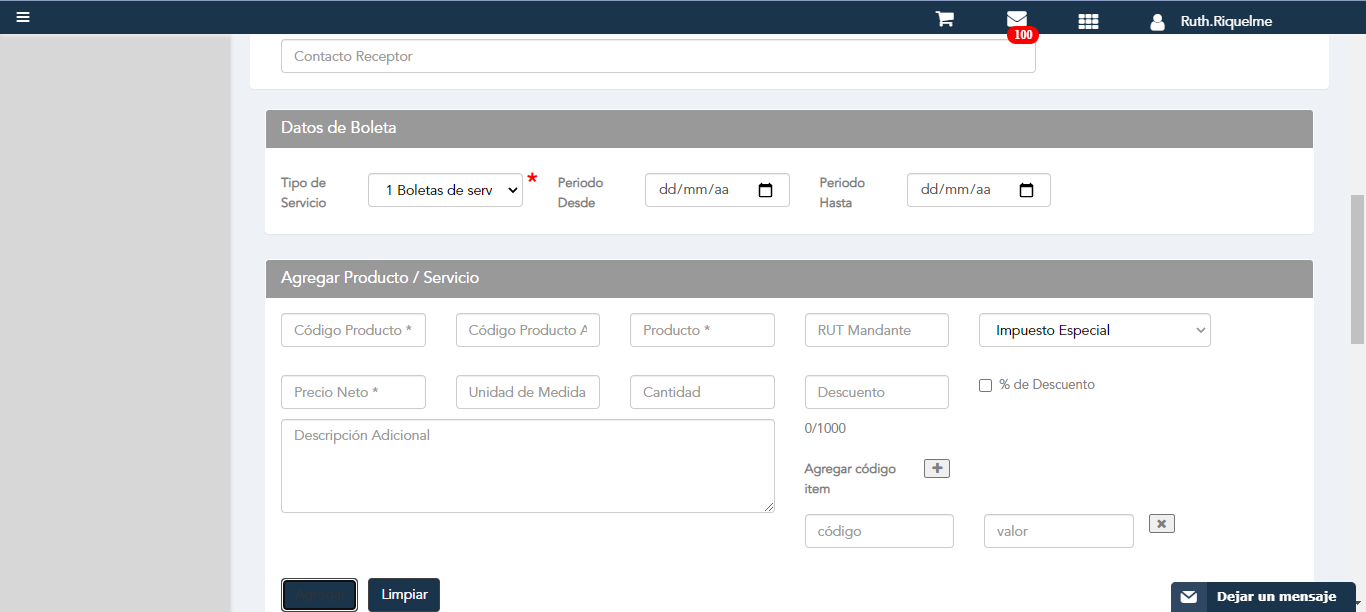 100
Ruth.Riquelme
Contacto Receptor
Datos de Boleta
Tipo de
Servicio
1 Boletas de serv
*
Periodo
Desde
dd/mm/aa
Periodo
Hasta
dd/mm/aa
Agregar Producto / Servicio
Código Producto *
Código Producto A
Producto *
RUT Mandante
Impuesto Especial
Precio Neto *
Unidad de Medida
Cantidad
Descuento
% de Descuento
Descripción Adicional
0/1000
Agregar código
item
código
valor
Agregar
Limpiar
Dejar un mensaje